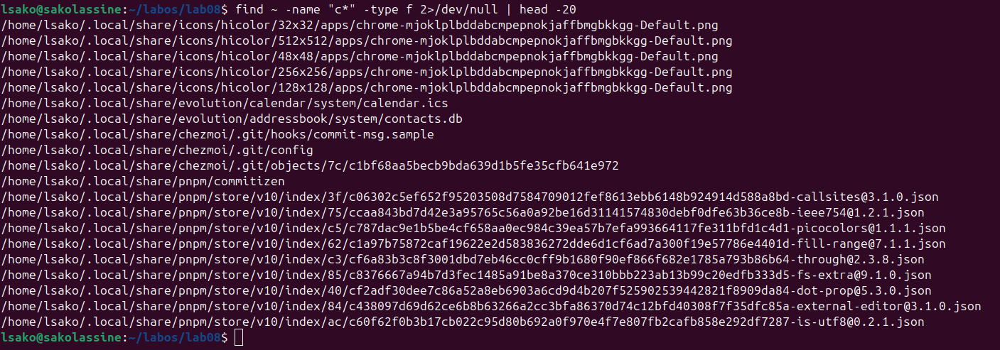 lsako@sakolassine:~/labos/lab08$ find ~ -name "c*" -type f 2>/dev/null | head -20
/home/lsako/.local/share/icons/hicolor/32x32/apps/chrome-mjoklplbddabcmpepnokjaffbmgbkkgg-Default.png
/home/lsako/.local/share/icons/hicolor/512x512/apps/chrome-mjoklplbddabcmpepnokjaffbmgbkkgg-Default.png
/home/lsako/.local/share/icons/hicolor/48x48/apps/chrome-mjoklplbddabcmpepnokjaffbmgbkkgg-Default.png
/home/lsako/.local/share/icons/hicolor/256x256/apps/chrome-mjoklplbddabcmpepnokjaffbmgbkkgg-Default.png
/home/lsako/.local/share/icons/hicolor/128x128/apps/chrome-mjoklplbddabcmpepnokjaffbmgbkkgg-Default.png
/home/lsako/.local/share/evolution/calendar/system/calendar.ics
/home/lsako/.local/share/evolution/addressbook/system/contacts.db
/home/lsako/.local/share/chezmoi/.git/hooks/commit-msg.sample
/home/lsako/.local/share/chezmoi/.git/config
/home/lsako/.local/share/chezmoi/.git/objects/7c/c1bf68aa5becb9bda639d1b5fe35cfb641e972
/home/lsako/.local/share/pnpm/commitizen
/home/lsako/.local/share/pnpm/store/v10/index/3f/c06302c5ef652f95203508d7584709012fef8613ebb6148b924914d588a8bd-callsites@3.1.0.json
/home/lsako/.local/share/pnpm/store/v10/index/75/ccaa843bd7d42e3a95765c56a0a92be16d31141574830debf0dfe63b36ce8b-ieee754@1.2.1.json
/home/lsako/.local/share/pnpm/store/v10/index/c5/c787dac9e1b5be4cf658aa0ec984c39ea57b7efa993664117fe311bfd1c4d1-picocolors@1.1.1.json
/home/lsako/.local/share/pnpm/store/v10/index/62/c1a97b75872caf19622e2d583836272dde6d1cf6ad7a300f19e57786e4401d-fill-range@7.1.1.json
/home/lsako/.local/share/pnpm/store/v10/index/c3/cf6a83b3c8f3001dbd7eb46cc0cff9b1680f90ef866f682e1785a793b86b64-through@2.3.8.json
/home/lsako/.local/share/pnpm/store/v10/index/85/c8376667a94b7d3fec1485a91be8a370ce310bbb223ab13b99c20edfb333d5-fs-extra@9.1.0.json
/home/lsako/.local/share/pnpm/store/v10/index/40/cf2adf30dee7c86a52a8eb6903a6cd9d4b207f525902539442821f8909da84-dot-prop@5.3.0.json
/home/lsako/.local/share/pnpm/store/v10/index/84/c438097d69d62ce6b8b63266a2cc3bfa86370d74c12bfd40308f7f35dfc85a-external-editor@3.1.0.json
/home/lsako/.local/share/pnpm/store/v10/index/ac/c60f62f0b3b17cb022c95d80b692a0f970e4f7e807fb2cafb858e292df7287-is-utf8@0.2.1.json
lsako@sakolassine:~/labos/lab08$